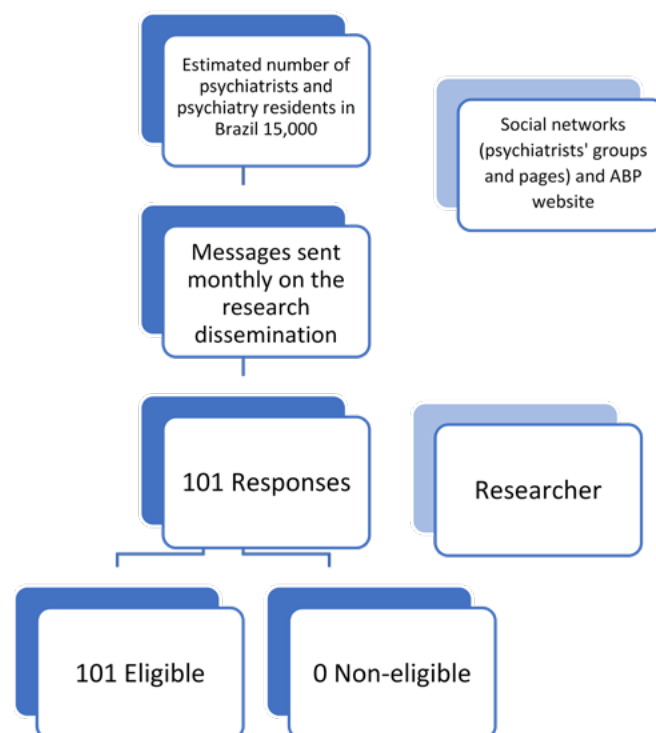 Estimated number of
psychiatrists and
psychiatry residents in
Brazil 15,000
Social networks
(psychiatrists' groups
and pages) and ABP
website
Messages sent
monthly on the
research
dissemination
101 Responses
Researcher
101 Eligible
0 Non-eligible